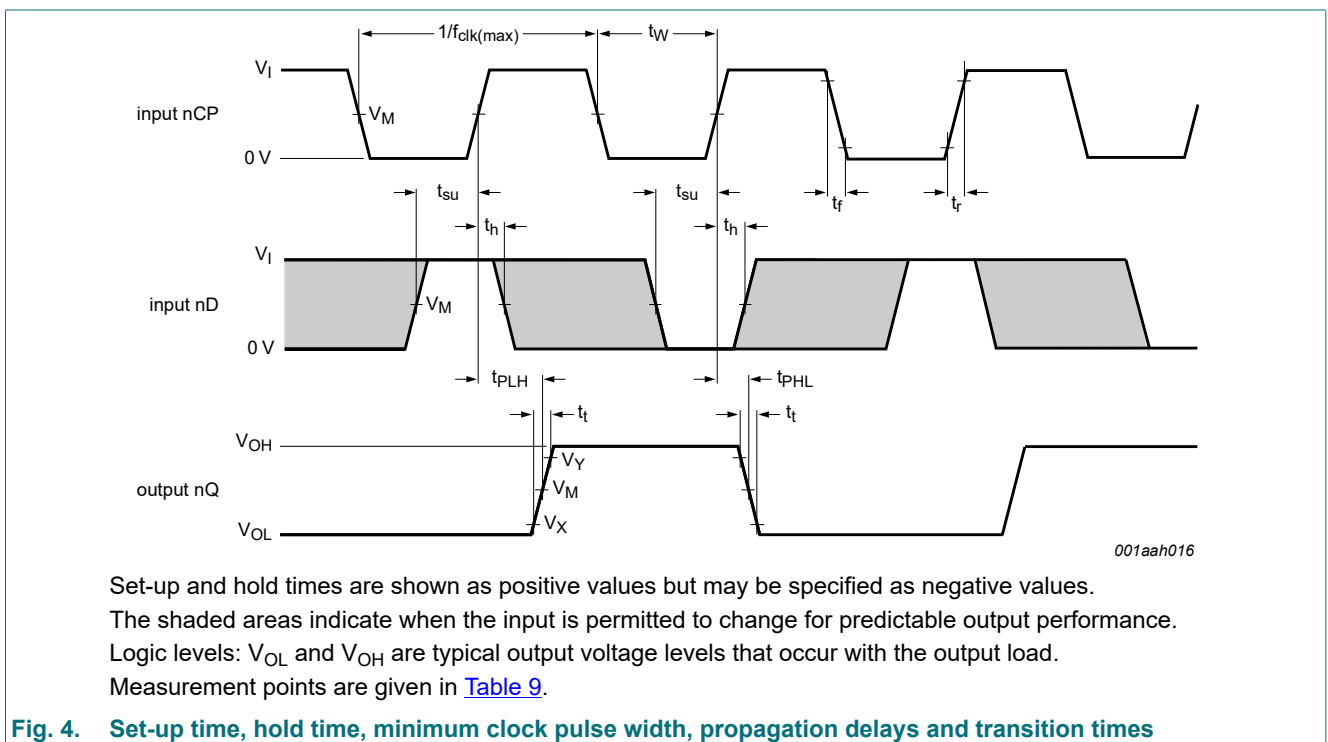 1/fclk(max)
tW
VI
input nCP
VM
0 V
tsu
tsu
tf
tr
th
th
VI
input nD
VM
0 V
tPLH
tPHL
tt
tt
VOH
VY
output nQ
VM
VX
VOL
001aah016
Set-up and hold times are shown as positive values but may be specified as negative values.
The shaded areas indicate when the input is permitted to change for predictable output performance.
Logic levels: VOL and VOH are typical output voltage levels that occur with the output load.
Measurement points are given in Table 9.
Fig. 4. Set-up time, hold time, minimum clock pulse width, propagation delays and transition times